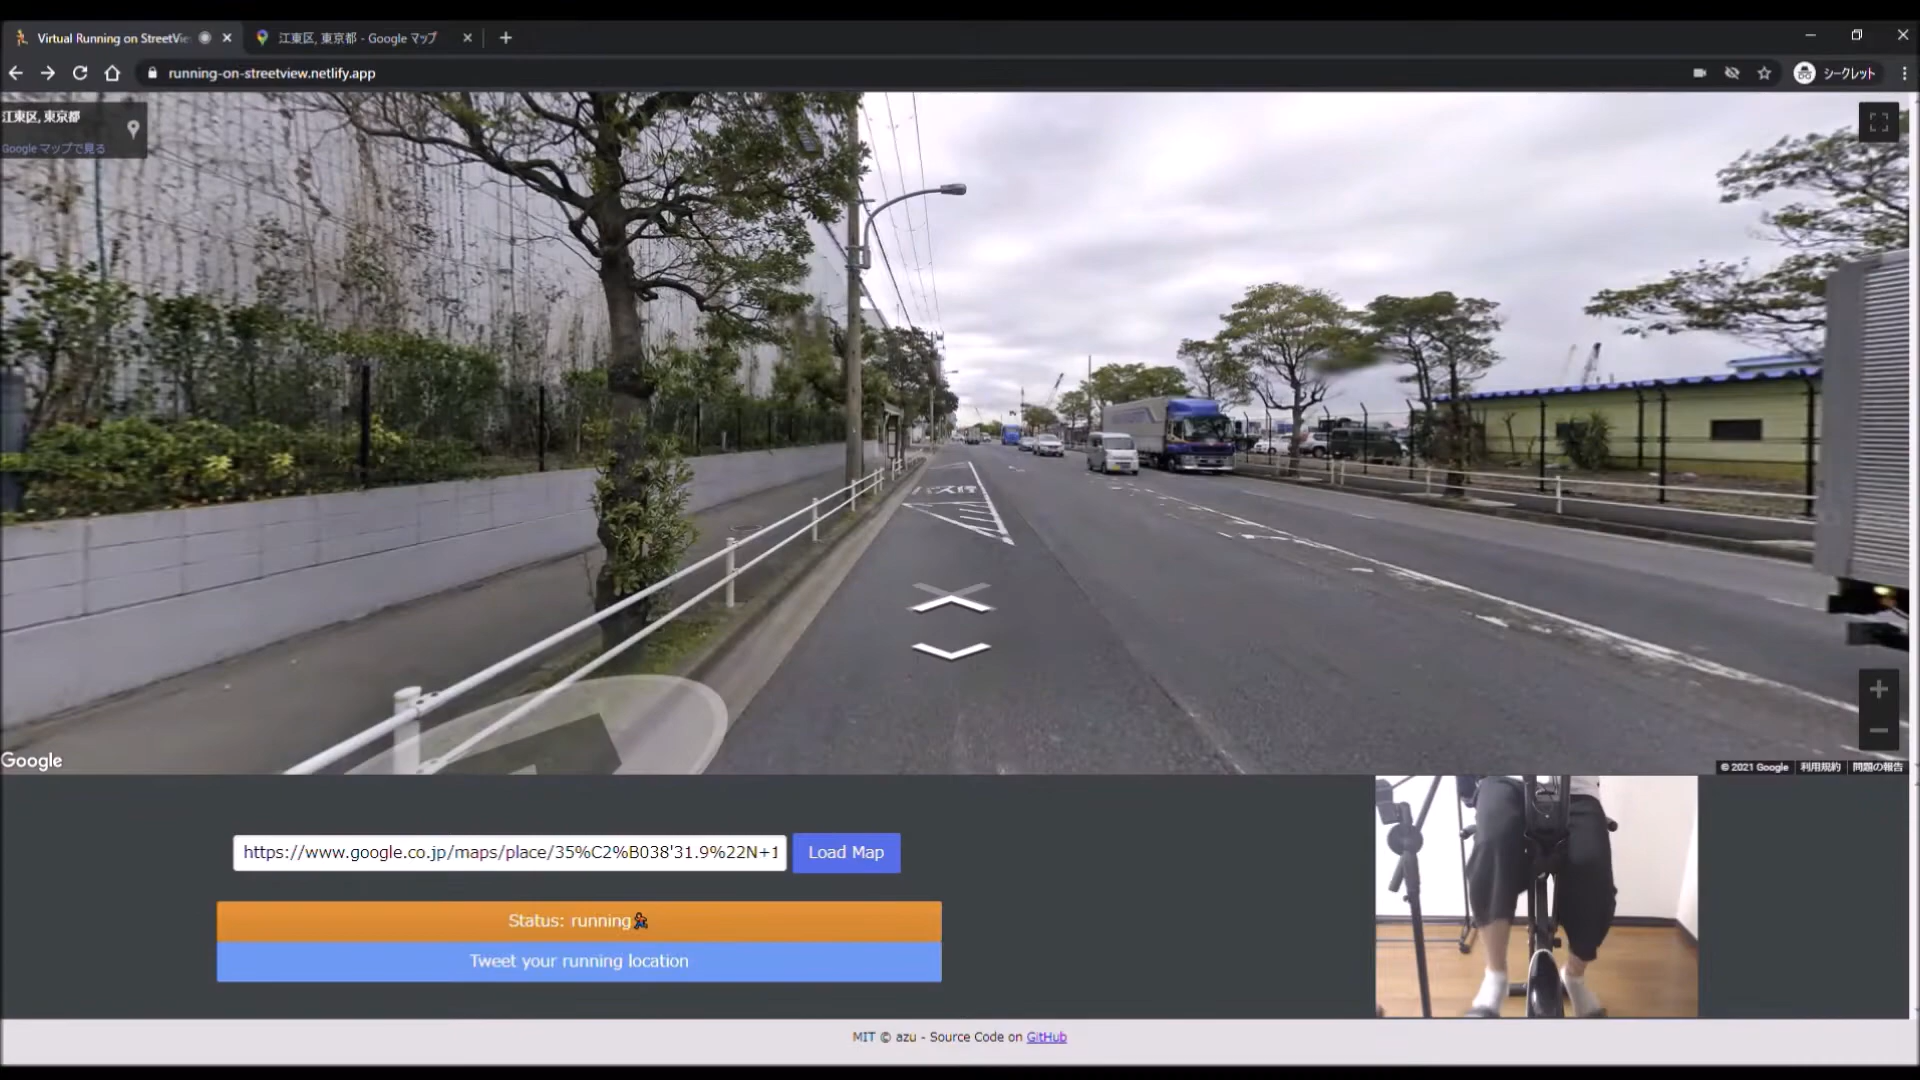 Virtual Running on StreetVie
江東区, 東京都 - Google マップ
running-on-streetview.netlify.app
シークレット
江東区, 東京都
Google マップで見る
バス停
Google
© 2021 Google
利用規約
問題の報告
https://www.google.co.jp/maps/place/35%C2%B038'31.9%22N+1
Load Map
Status: running
Tweet your running location
MIT © azu - Source Code on GitHub